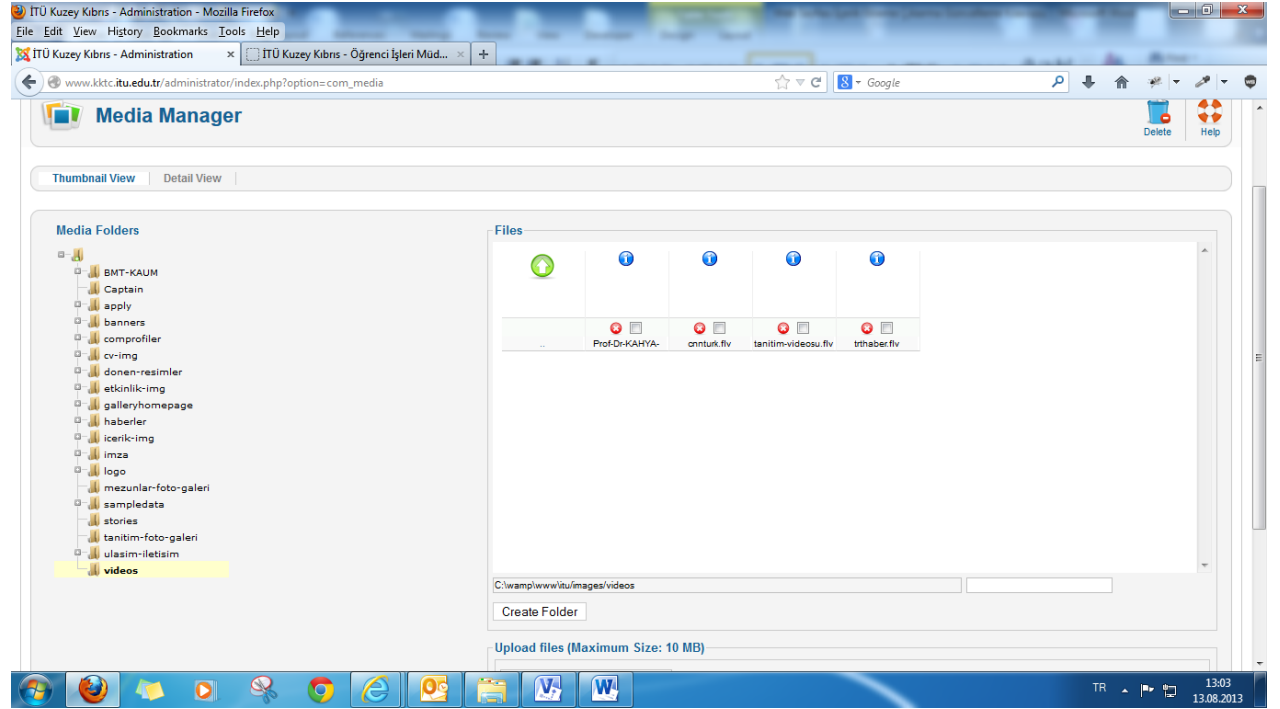 İTÜ Kuzey Kıbrıs - Administration - Mozilla Firefox
File Edit View History Bookmarks Tools Help
İTÜ Kuzey Kıbrıs - Administration × İTÜ Kuzey Kıbrıs - Öğrenci İşleri Müd... × +
www.kktc.itu.edu.tr/administrator/index.php?option=com_media Google
Media Manager
Delete Help
Thumbnail View Detail View
Media Folders
BMT-KAUM
Captain
apply
banners
comprofiler
cv-img
donen-resimler
etkinlik-img
galleryhomepage
haberler
icerik-img
imza
logo
mezunlar-foto-galeri
sampledata
stories
tanitim-foto-galeri
ulasim-iletisim
videos
Files
.. Prof-Dr-KAHYA- cnnturk.flv tanitim-videosu.flv trthaber.flv
C:\wamp\www\itu/images/videos
Create Folder
Upload files (Maximum Size: 10 MB)
TR 13:03
13.08.2013